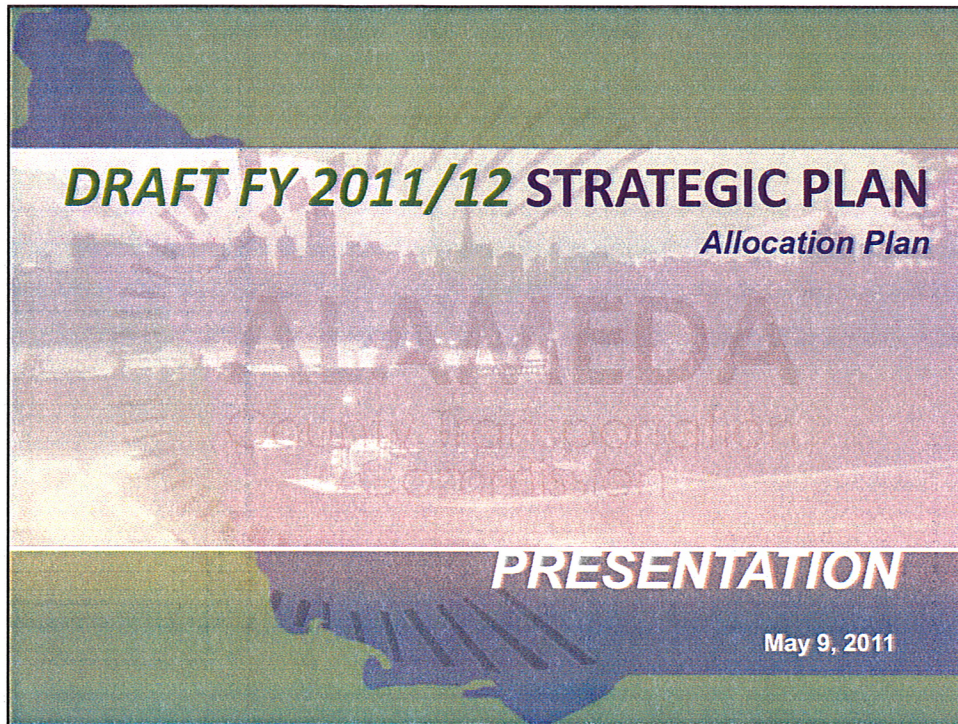 DRAFT FY 2011/12 STRATEGIC PLAN
Allocation Plan
ALAMEDA
County Transportation
Commission
PRESENTATION
May 9, 2011